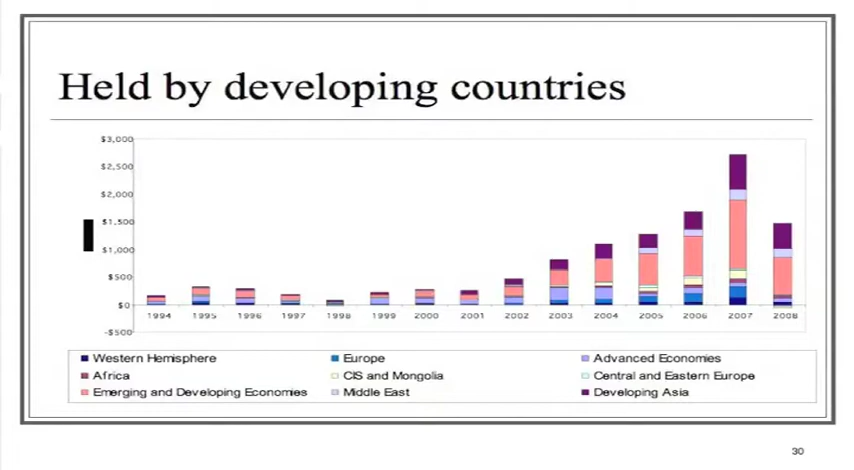 Held by developing countries
$3,000
$2,500
$2,000
$1,500
$1,000
$500
$0
1994 1995 1996 1997 1998 1999 2000 2001 2002 2003 2004 2005 2006 2007 2008
-$500
Western Hemisphere Europe Advanced Economies
Africa CIS and Mongolia Central and Eastern Europe
Emerging and Developing Economies Middle East Developing Asia
30